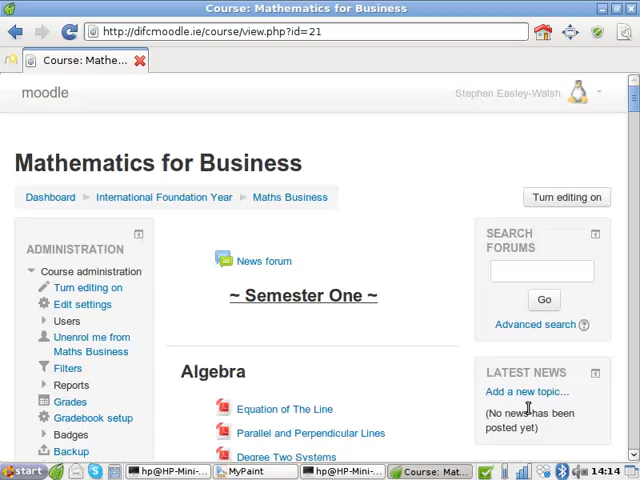 Course: Mathematics for Business
http://difcmoodle.ie/course/view.php?id=21
Course: Mathe...
moodle
Stephen Easley-Walsh
Mathematics for Business
Dashboard
International Foundation Year
Maths Business
Turn editing on
ADMINISTRATION
Course administration
Turn editing on
Edit settings
Users
Unenrol me from
Maths Business
Filters
Reports
Grades
Gradebook setup
Badges
Backup
News forum
~ Semester One ~
Algebra
Equation of The Line
Parallel and Perpendicular Lines
Degree Two Systems
SEARCH
FORUMS
Go
Advanced search
LATEST NEWS
Add a new topic...
(No news has been
posted yet)
start
hp@HP-Mini-...
MyPaint
hp@HP-Mini-...
Course: Mat...
14:14